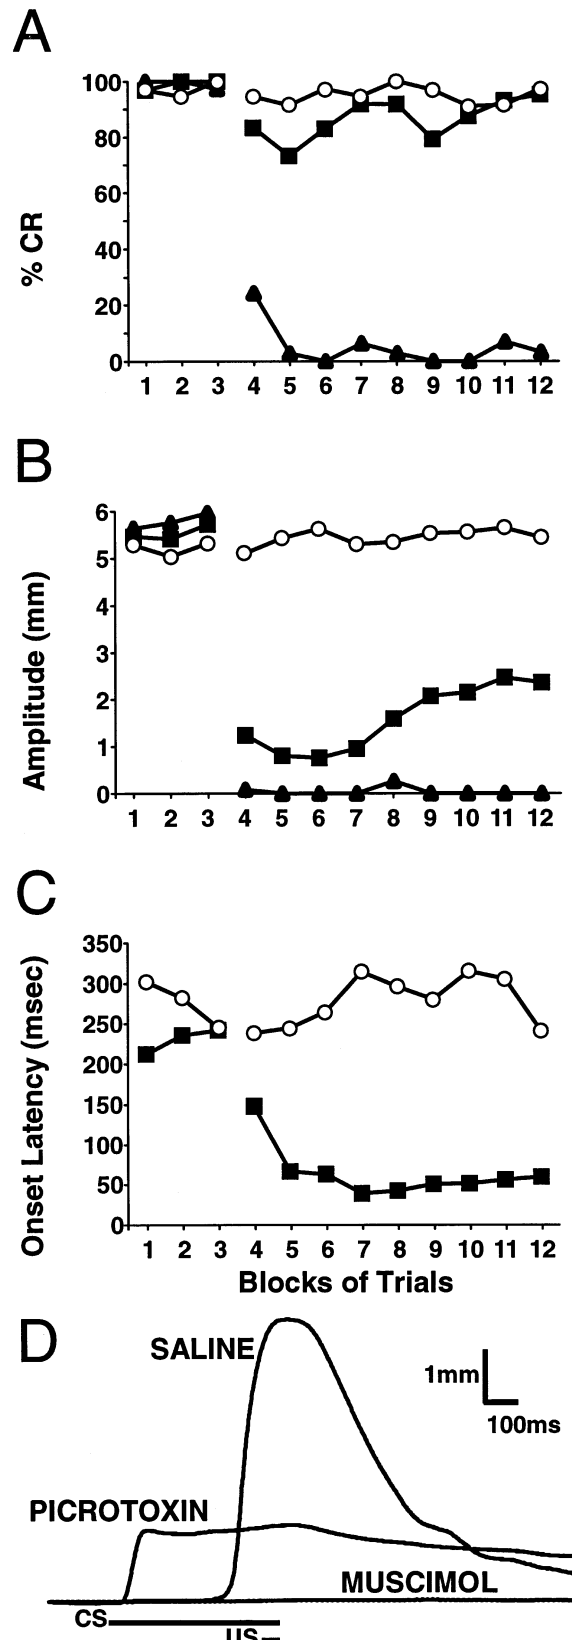 A
100
80
60
40
20
0
% CR
1 2 3 4 5 6 7 8 9 10 11 12
B
6
5
4
3
2
1
0
Amplitude (mm)
1 2 3 4 5 6 7 8 9 10 11 12
C
350
300
250
200
150
100
50
0
Onset Latency (msec)
1 2 3 4 5 6 7 8 9 10 11 12
Blocks of Trials
D
SALINE
1mm
100ms
PICROTOXIN
MUSCIMOL
CS
US